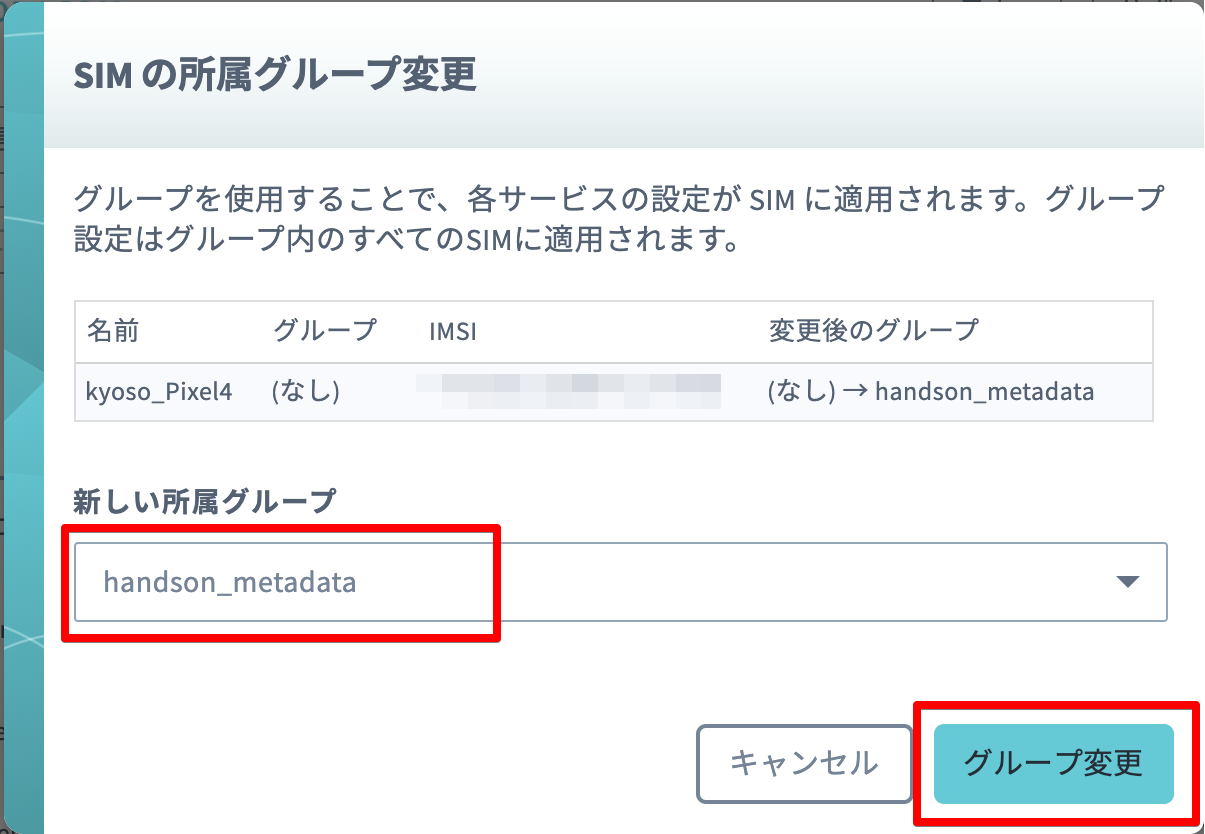 SIM の所属グループ変更
グループを使用することで、各サービスの設定が SIM に適用されます。グループ
設定はグループ内のすべてのSIMに適用されます。
名前 グループ IMSI 変更後のグループ
kyoso_Pixel4 (なし) (なし) → handson_metadata
新しい所属グループ
handson_metadata
キャンセル グループ変更